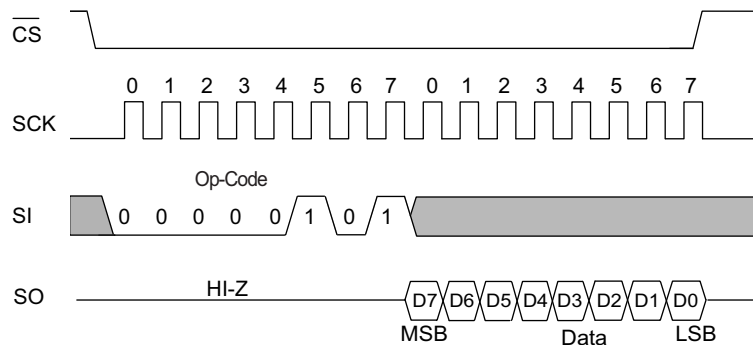 CS
0 1 2 3 4 5 6 7 0 1 2 3 4 5 6 7
SCK
Op-Code
SI 0 0 0 0 0 1 0 1
HI-Z
SO D7 D6 D5 D4 D3 D2 D1 D0
MSB Data LSB